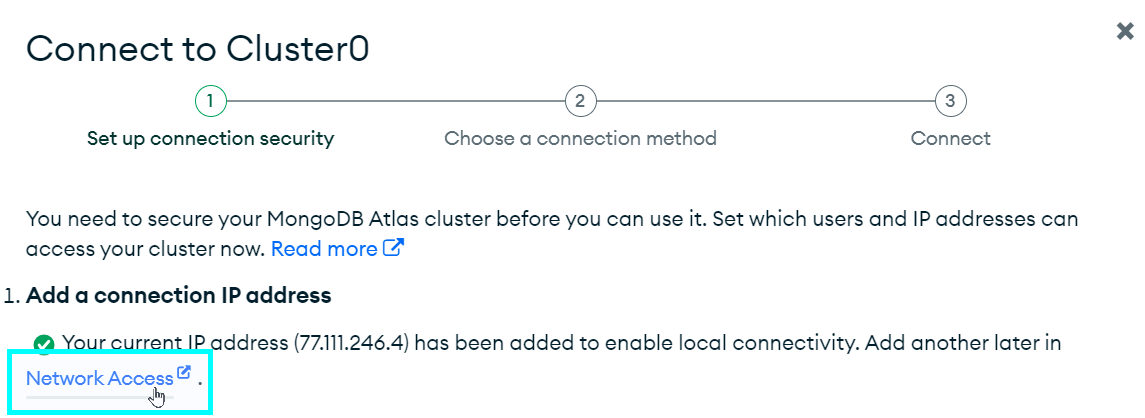 Connect to Cluster0
1 2 3
Set up connection security Choose a connection method Connect
You need to secure your MongoDB Atlas cluster before you can use it. Set which users and IP addresses can
access your cluster now. Read more
1. Add a connection IP address
Your current IP address (77.111.246.4) has been added to enable local connectivity. Add another later in
Network Access .